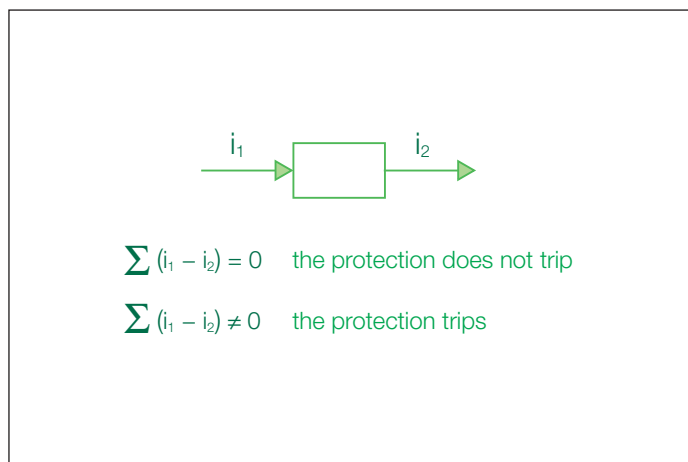 i₁ i₂
∑ (i₁ – i₂) = 0 the protection does not trip
∑ (i₁ – i₂) ≠ 0 the protection trips